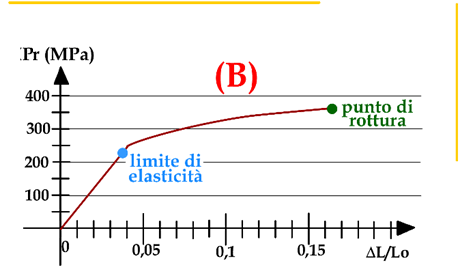 Pr (MPa)
(B)
400
300
200
100
punto di
rottura
limite di
elasticità
0
0,05
0,1
0,15
ΔL/Lo